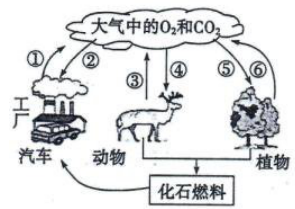 大气中的O₂和CO₂
① ② ③ ④ ⑤ ⑥
工厂
汽车 动物 植物
化石燃料